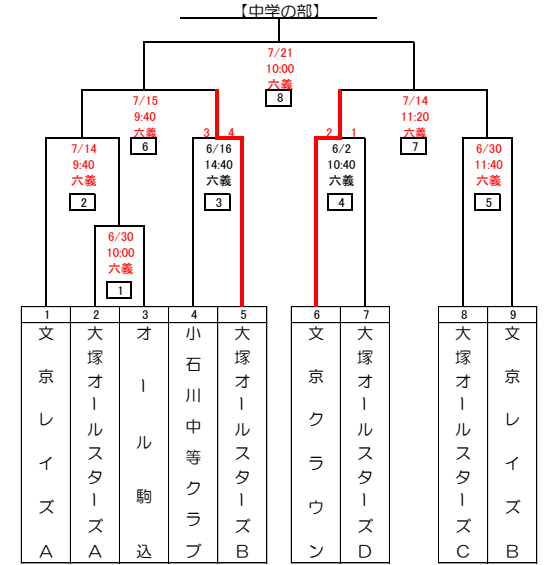 【中学の部】
7/21
10:00
六義
8
7/15
9:40
六義
6
7/14
11:20
六義
7
3 4
2 1
7/14
9:40
六義
2
6/16
14:40
六義
3
6/2
10:40
六義
4
6/30
11:40
六義
5
6/30
10:00
六義
1
1 2 3 4 5 6 7 8 9
文京レイズA
大塚オールスターズA
オール駒込
小石川中等クラブ
大塚オールスターズB
文京クラウン
大塚オールスターズD
大塚オールスターズC
文京レイズB